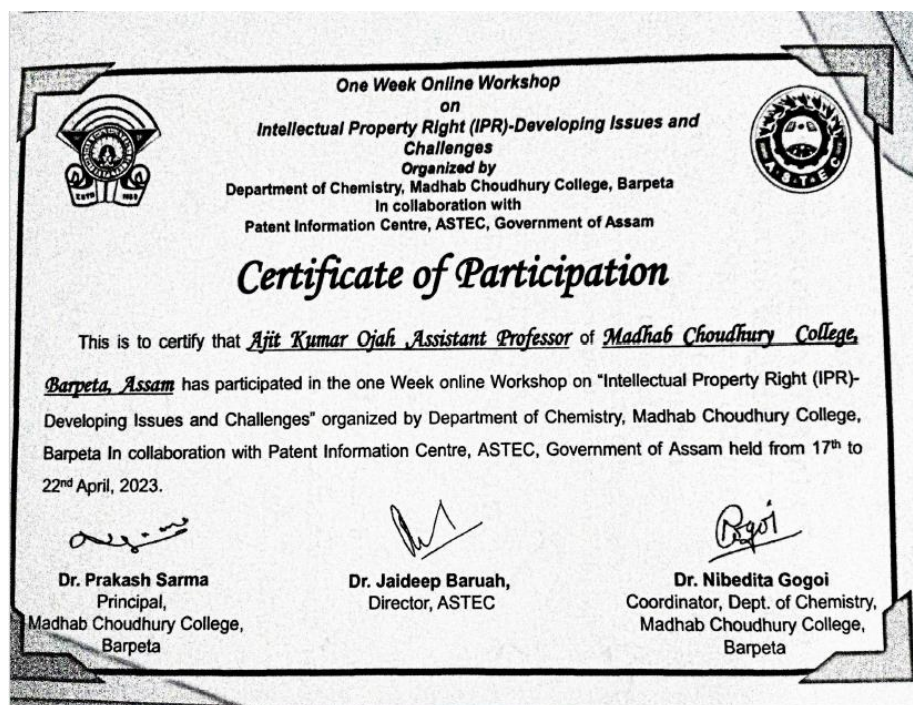 One Week Online Workshop
on
Intellectual Property Right (IPR)-Developing Issues and
Challenges
Organized by
Department of Chemistry, Madhab Choudhury College, Barpeta
In collaboration with
Patent Information Centre, ASTEC, Government of Assam
ESTD 1939
A·S·T·E·C
Certificate of Participation
This is to certify that Ajit Kumar Ojah ,Assistant Professor of Madhab Choudhury College,
Barpeta, Assam has participated in the one Week online Workshop on “Intellectual Property Right (IPR)-
Developing Issues and Challenges” organized by Department of Chemistry, Madhab Choudhury College,
Barpeta In collaboration with Patent Information Centre, ASTEC, Government of Assam held from 17th to
22nd April, 2023.
Gogoi
Dr. Prakash Sarma
Principal,
Madhab Choudhury College,
Barpeta
Dr. Jaideep Baruah,
Director, ASTEC
Dr. Nibedita Gogoi
Coordinator, Dept. of Chemistry,
Madhab Choudhury College,
Barpeta